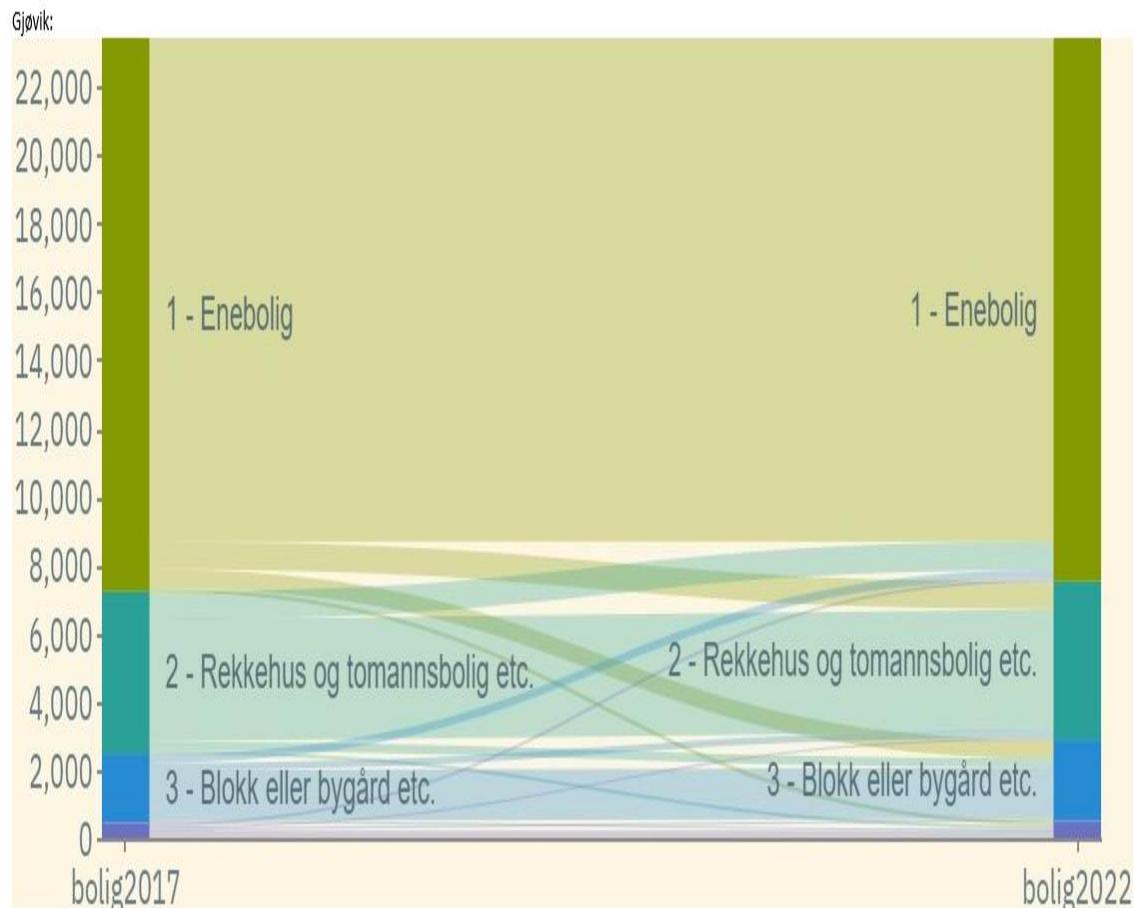 Gjøvik:
22,000
20,000
18,000
16,000
1 - Enebolig
1 - Enebolig
14,000
12,000
10,000
8,000
6,000
2 - Rekkehus og tomannsbolig etc.
2 - Rekkehus og tomannsbolig etc.
4,000
2,000
3 - Blokk eller bygård etc.
3 - Blokk eller bygård etc.
0
bolig2017
bolig2022